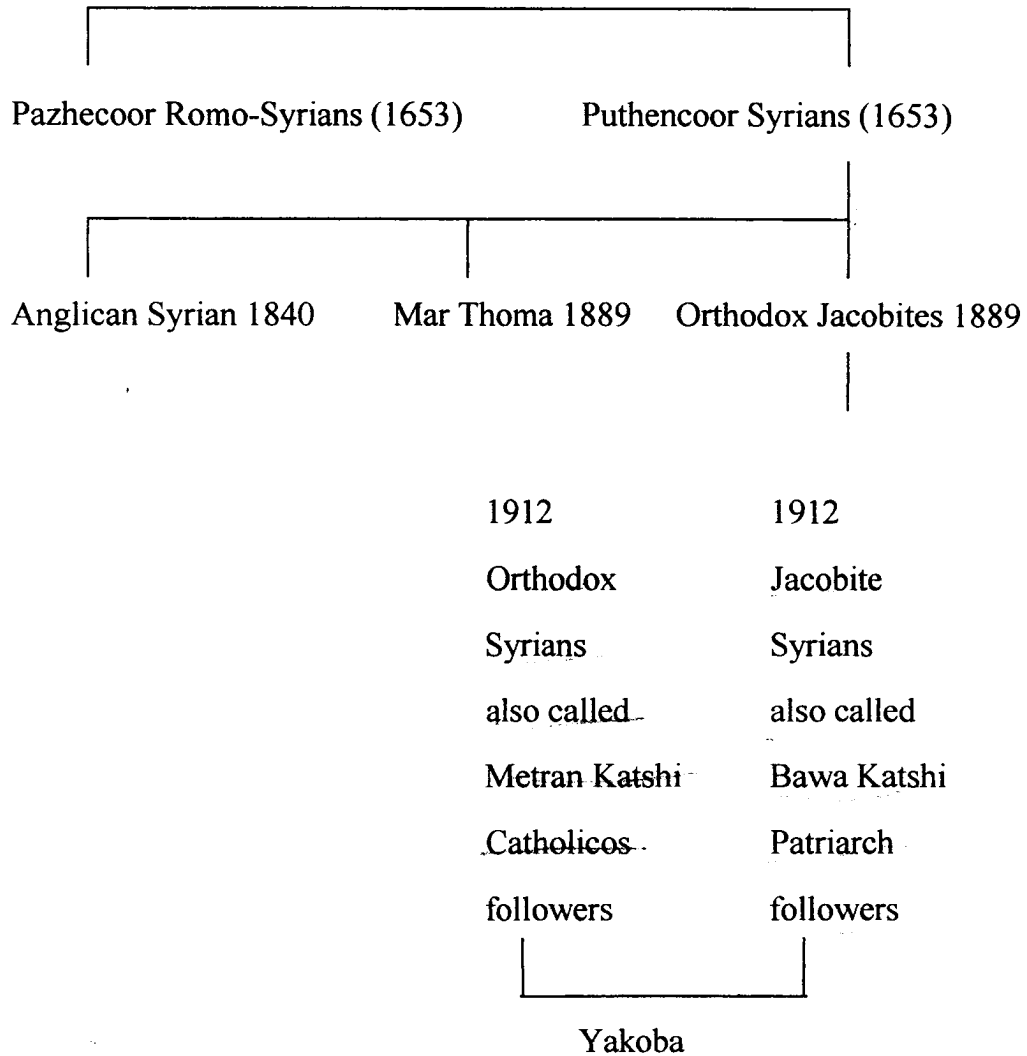 Pazhecoor Romo-Syrians (1653)
Puthencoor Syrians (1653)
Anglican Syrian 1840
Mar Thoma 1889
Orthodox Jacobites 1889
1912
Orthodox
Syrians
also called
Metran Katshi
Catholicos
followers
1912
Jacobite
Syrians
also called
Bawa Katshi
Patriarch
followers
Yakoba